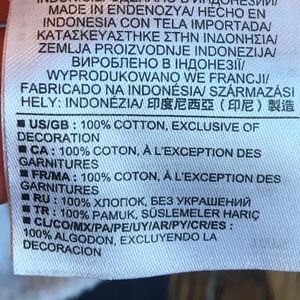 MADE IN ENDENOZYA/ HECHO EN
INDONESIA CON TELA IMPORTADA/
ΚΑΤΑΣΚΕΥΑΣΤΗΚΕ ΣΤΗΝ ΙΝΔΟΝΗΣΙΑ/
ZEMLJA PROIZVODNJE INDONEZIJA/
ВИРОБЛЕНО В ІНДОНЕЗІЇ/
WYPRODUKOWANO WE FRANCJI/
FABRICADO NA INDONÉSIA/ SZÁRMAZÁSI
HELY: INDONÉZIA/ 印度尼西亞 (印尼) 製造
■ US/GB : 100% COTTON, EXCLUSIVE OF
DECORATION
■ CA : 100% COTON, À L'EXCEPTION DES
GARNITURES
■ FR/MA : 100% COTON, À L'EXCEPTION DES
GARNITURES
■ RU : 100% ХЛОПОК, БЕЗ УКРАШЕНИЙ
■ TR : 100% PAMUK, SÜSLEMELER HARİÇ
■ CL/CO/MX/PA/PE/UY/AR/PY/CR/ES :
100% ALGODON, EXCLUYENDO LA
DECORACION